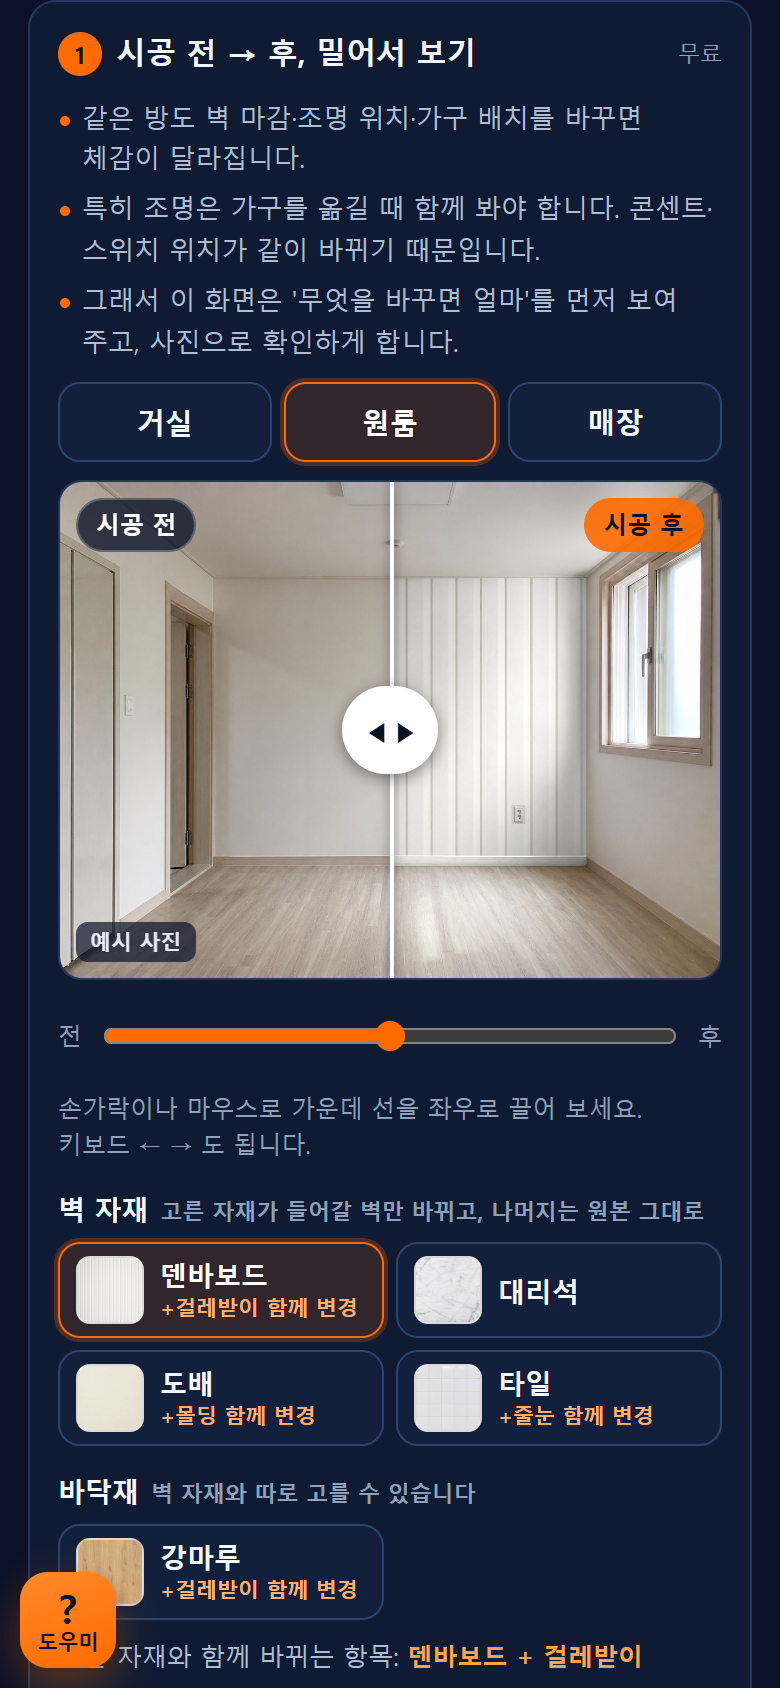 1 시공 전 → 후, 밀어서 보기 무료
같은 방도 벽 마감·조명 위치·가구 배치를 바꾸면
체감이 달라집니다.
특히 조명은 가구를 옮길 때 함께 봐야 합니다. 콘센트·
스위치 위치가 같이 바뀌기 때문입니다.
그래서 이 화면은 '무엇을 바꾸면 얼마'를 먼저 보여
주고, 사진으로 확인하게 합니다.
거실 원룸 매장
시공 전 시공 후
예시 사진
전 후
손가락이나 마우스로 가운데 선을 좌우로 끌어 보세요.
키보드 ← → 도 됩니다.
벽 자재 고른 자재가 들어갈 벽만 바뀌고, 나머지는 원본 그대로
덴바보드
+걸레받이 함께 변경
대리석
도배
+몰딩 함께 변경
타일
+줄눈 함께 변경
바닥재 벽 자재와 따로 고를 수 있습니다
강마루
+걸레받이 함께 변경
?
도우미
자재와 함께 바뀌는 항목: 덴바보드 + 걸레받이